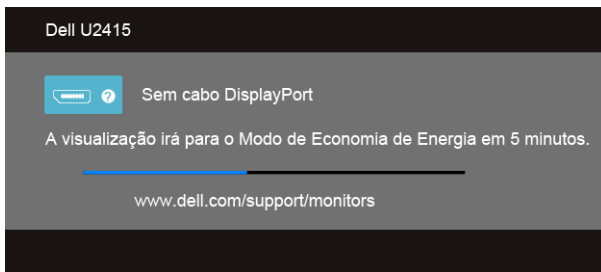 Dell U2415
Sem cabo DisplayPort
A visualização irá para o Modo de Economia de Energia em 5 minutos.
www.dell.com/support/monitors